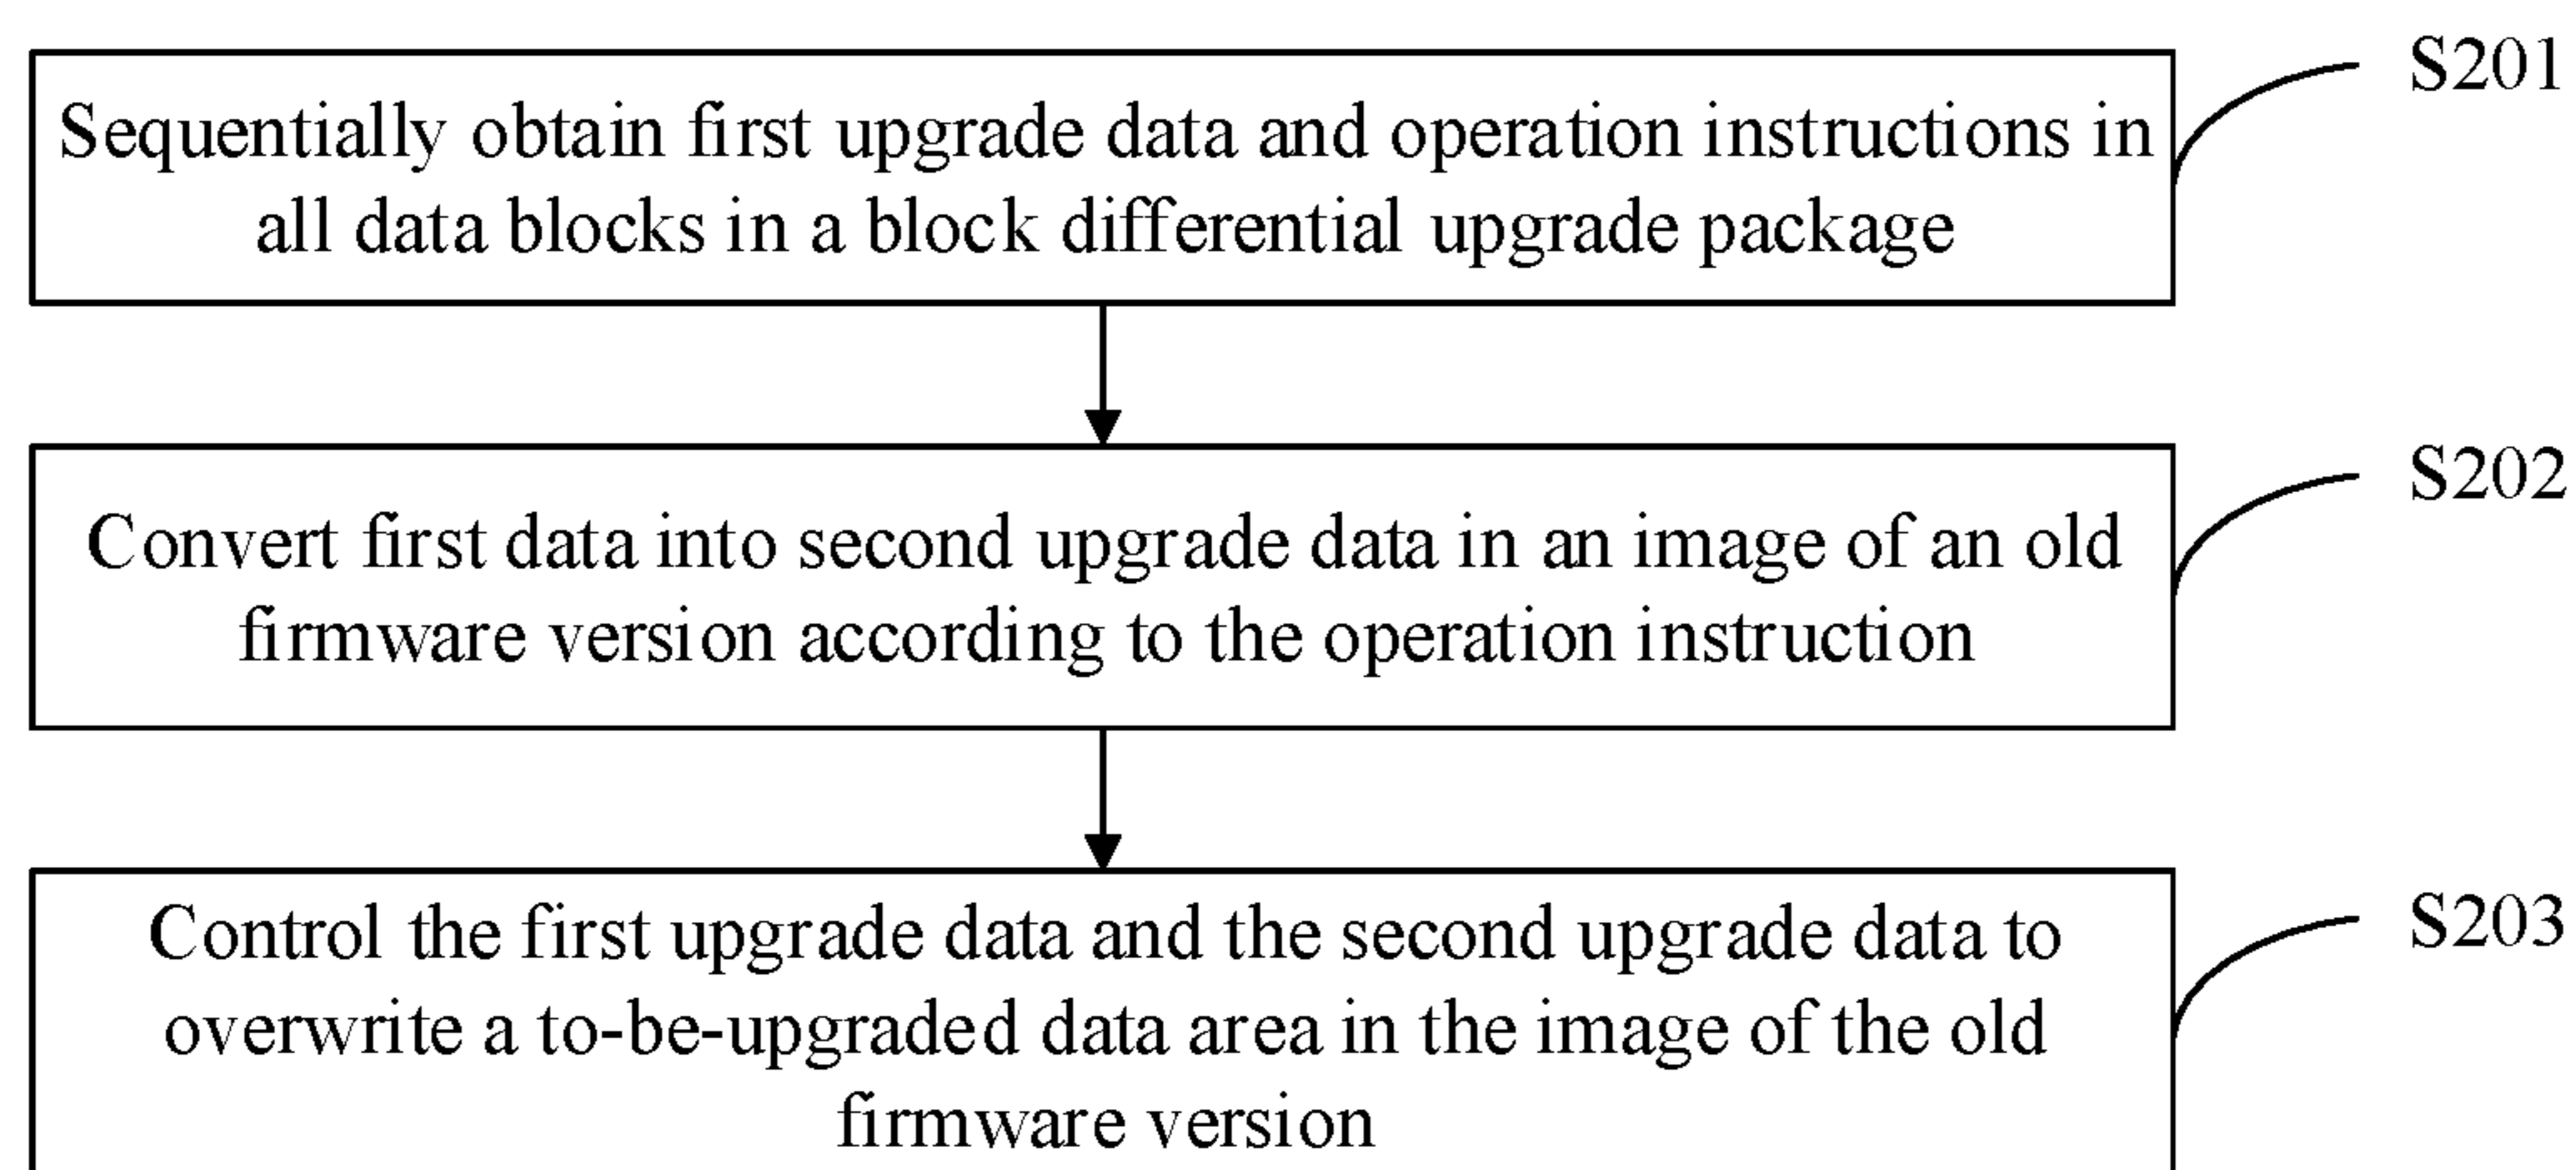 S201
Sequentially obtain first upgrade data and operation instructions in
all data blocks in a block differential upgrade package
S202
Convert first data into second upgrade data in an image of an old
firmware version according to the operation instruction
S203
Control the first upgrade data and the second upgrade data to
overwrite a to-be-upgraded data area in the image of the old
firmware version